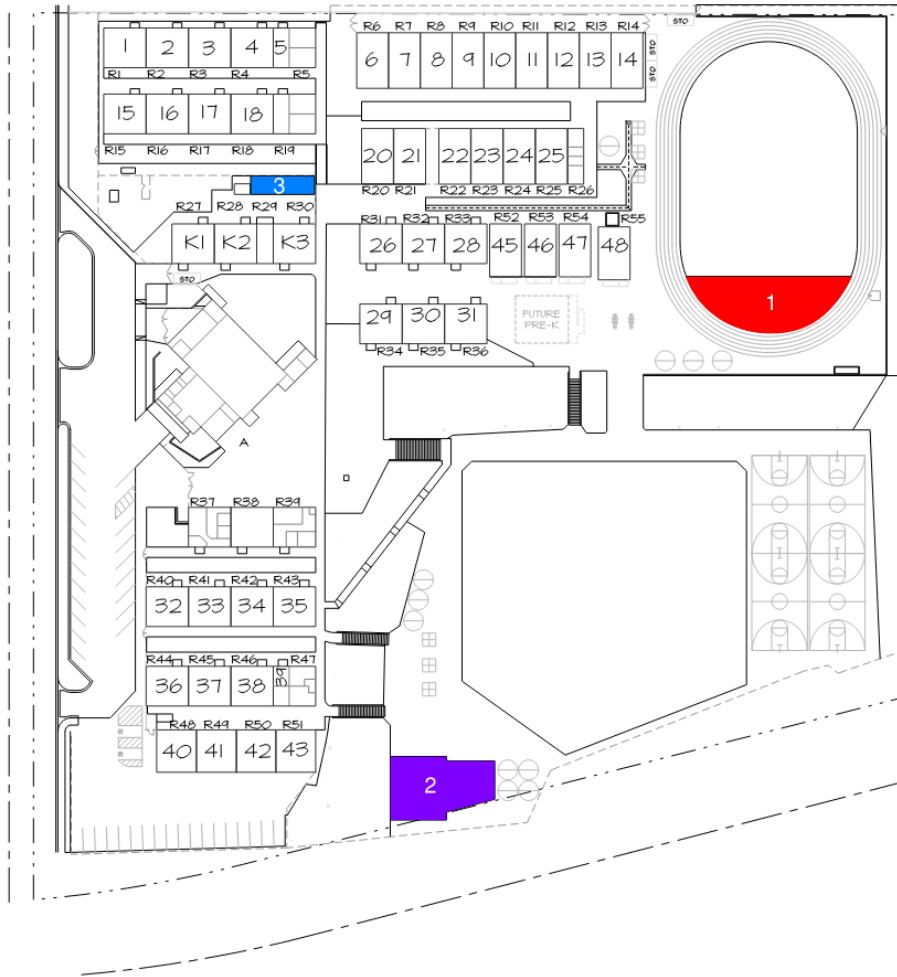 R6 R7 R8 R9 R10 R11 R12 R13 R14
STO
1 2 3 4 5
6 7 8 9 10 11 12 13 14
STO
STO
R1 R2 R3 R4 R5
15 16 17 18
R15 R16 R17 R18 R19
20 21 22 23 24 25
R20 R21 R22 R23 R24 R25 R26
3
R27 R28 R29 R30
R31 R32 R33 R52 R53 R54 R55
K1 K2 K3
26 27 28 45 46 47 48
STO
FUTURE
PRE-K
1
29 30 31
R34 R35 R36
A
R37 R38 R39
R40 R41 R42 R43
32 33 34 35
R44 R45 R46 R47
36 37 38 39
R48 R49 R50 R51
40 41 42 43
2